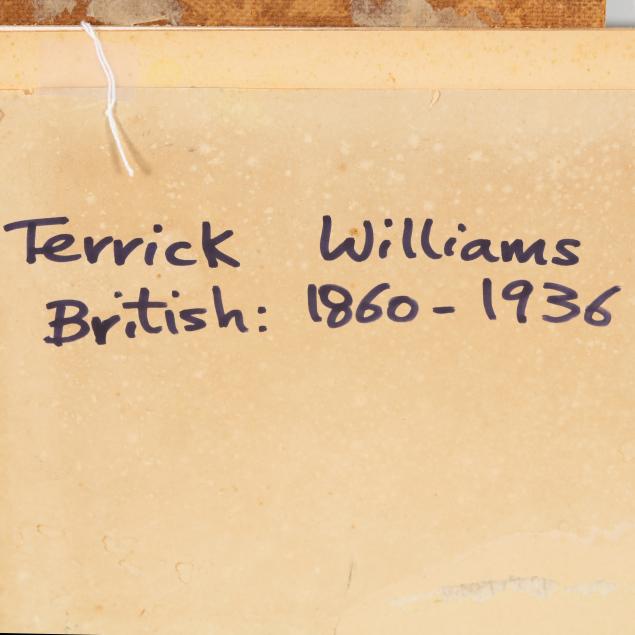 Terrick Williams
British: 1860 - 1936